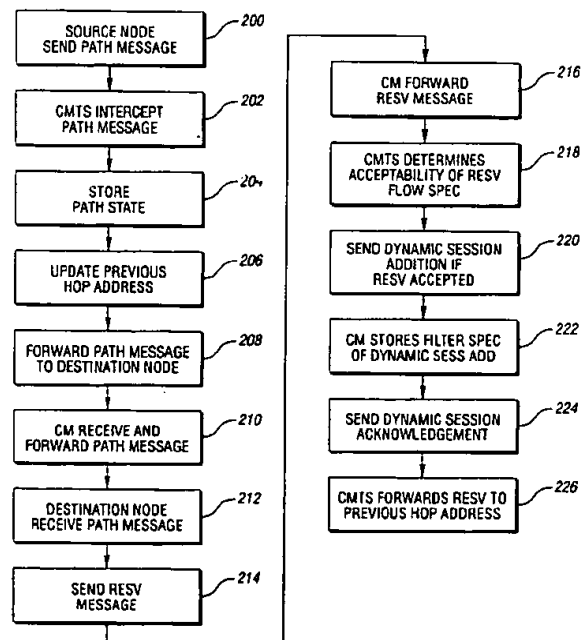 SOURCE NODE
SEND PATH MESSAGE
200
CMTS INTERCEPT
PATH MESSAGE
202
STORE
PATH STATE
204
UPDATE PREVIOUS
HOP ADDRESS
206
FORWARD PATH MESSAGE
TO DESTINATION NODE
208
CM RECEIVE AND
FORWARD PATH MESSAGE
210
DESTINATION NODE
RECEIVE PATH MESSAGE
212
SEND RESV
MESSAGE
214
CM FORWARD
RESV MESSAGE
216
CMTS DETERMINES
ACCEPTABILITY OF RESV
FLOW SPEC
218
SEND DYNAMIC SESSION
ADDITION IF
RESV ACCEPTED
220
CM STORES FILTER SPEC
OF DYNAMIC SESS ADD
222
SEND DYNAMIC SESSION
ACKNOWLEDGEMENT
224
CMTS FORWARDS RESV TO
PREVIOUS HOP ADDRESS
226